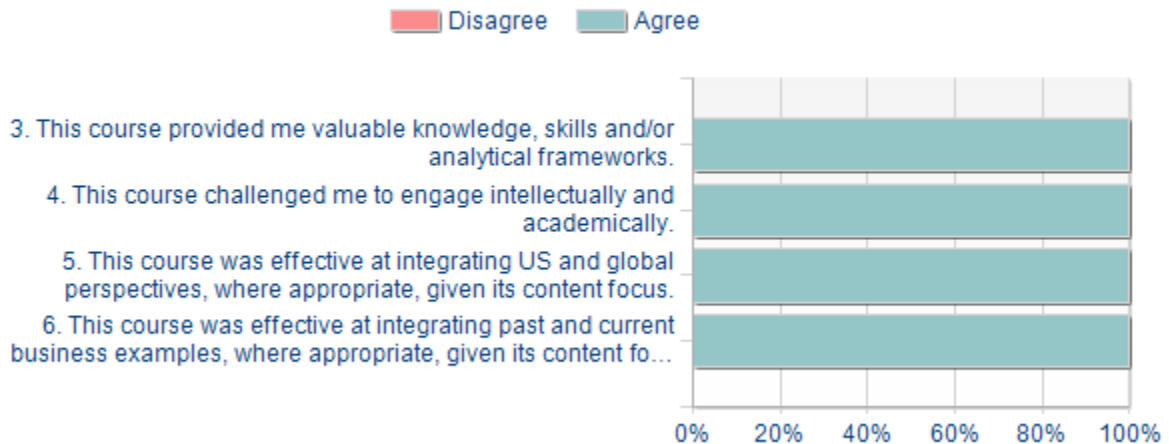 Disagree Agree
3. This course provided me valuable knowledge, skills and/or
analytical frameworks.
4. This course challenged me to engage intellectually and
academically.
5. This course was effective at integrating US and global
perspectives, where appropriate, given its content focus.
6. This course was effective at integrating past and current
business examples, where appropriate, given its content fo...
0% 20% 40% 60% 80% 100%